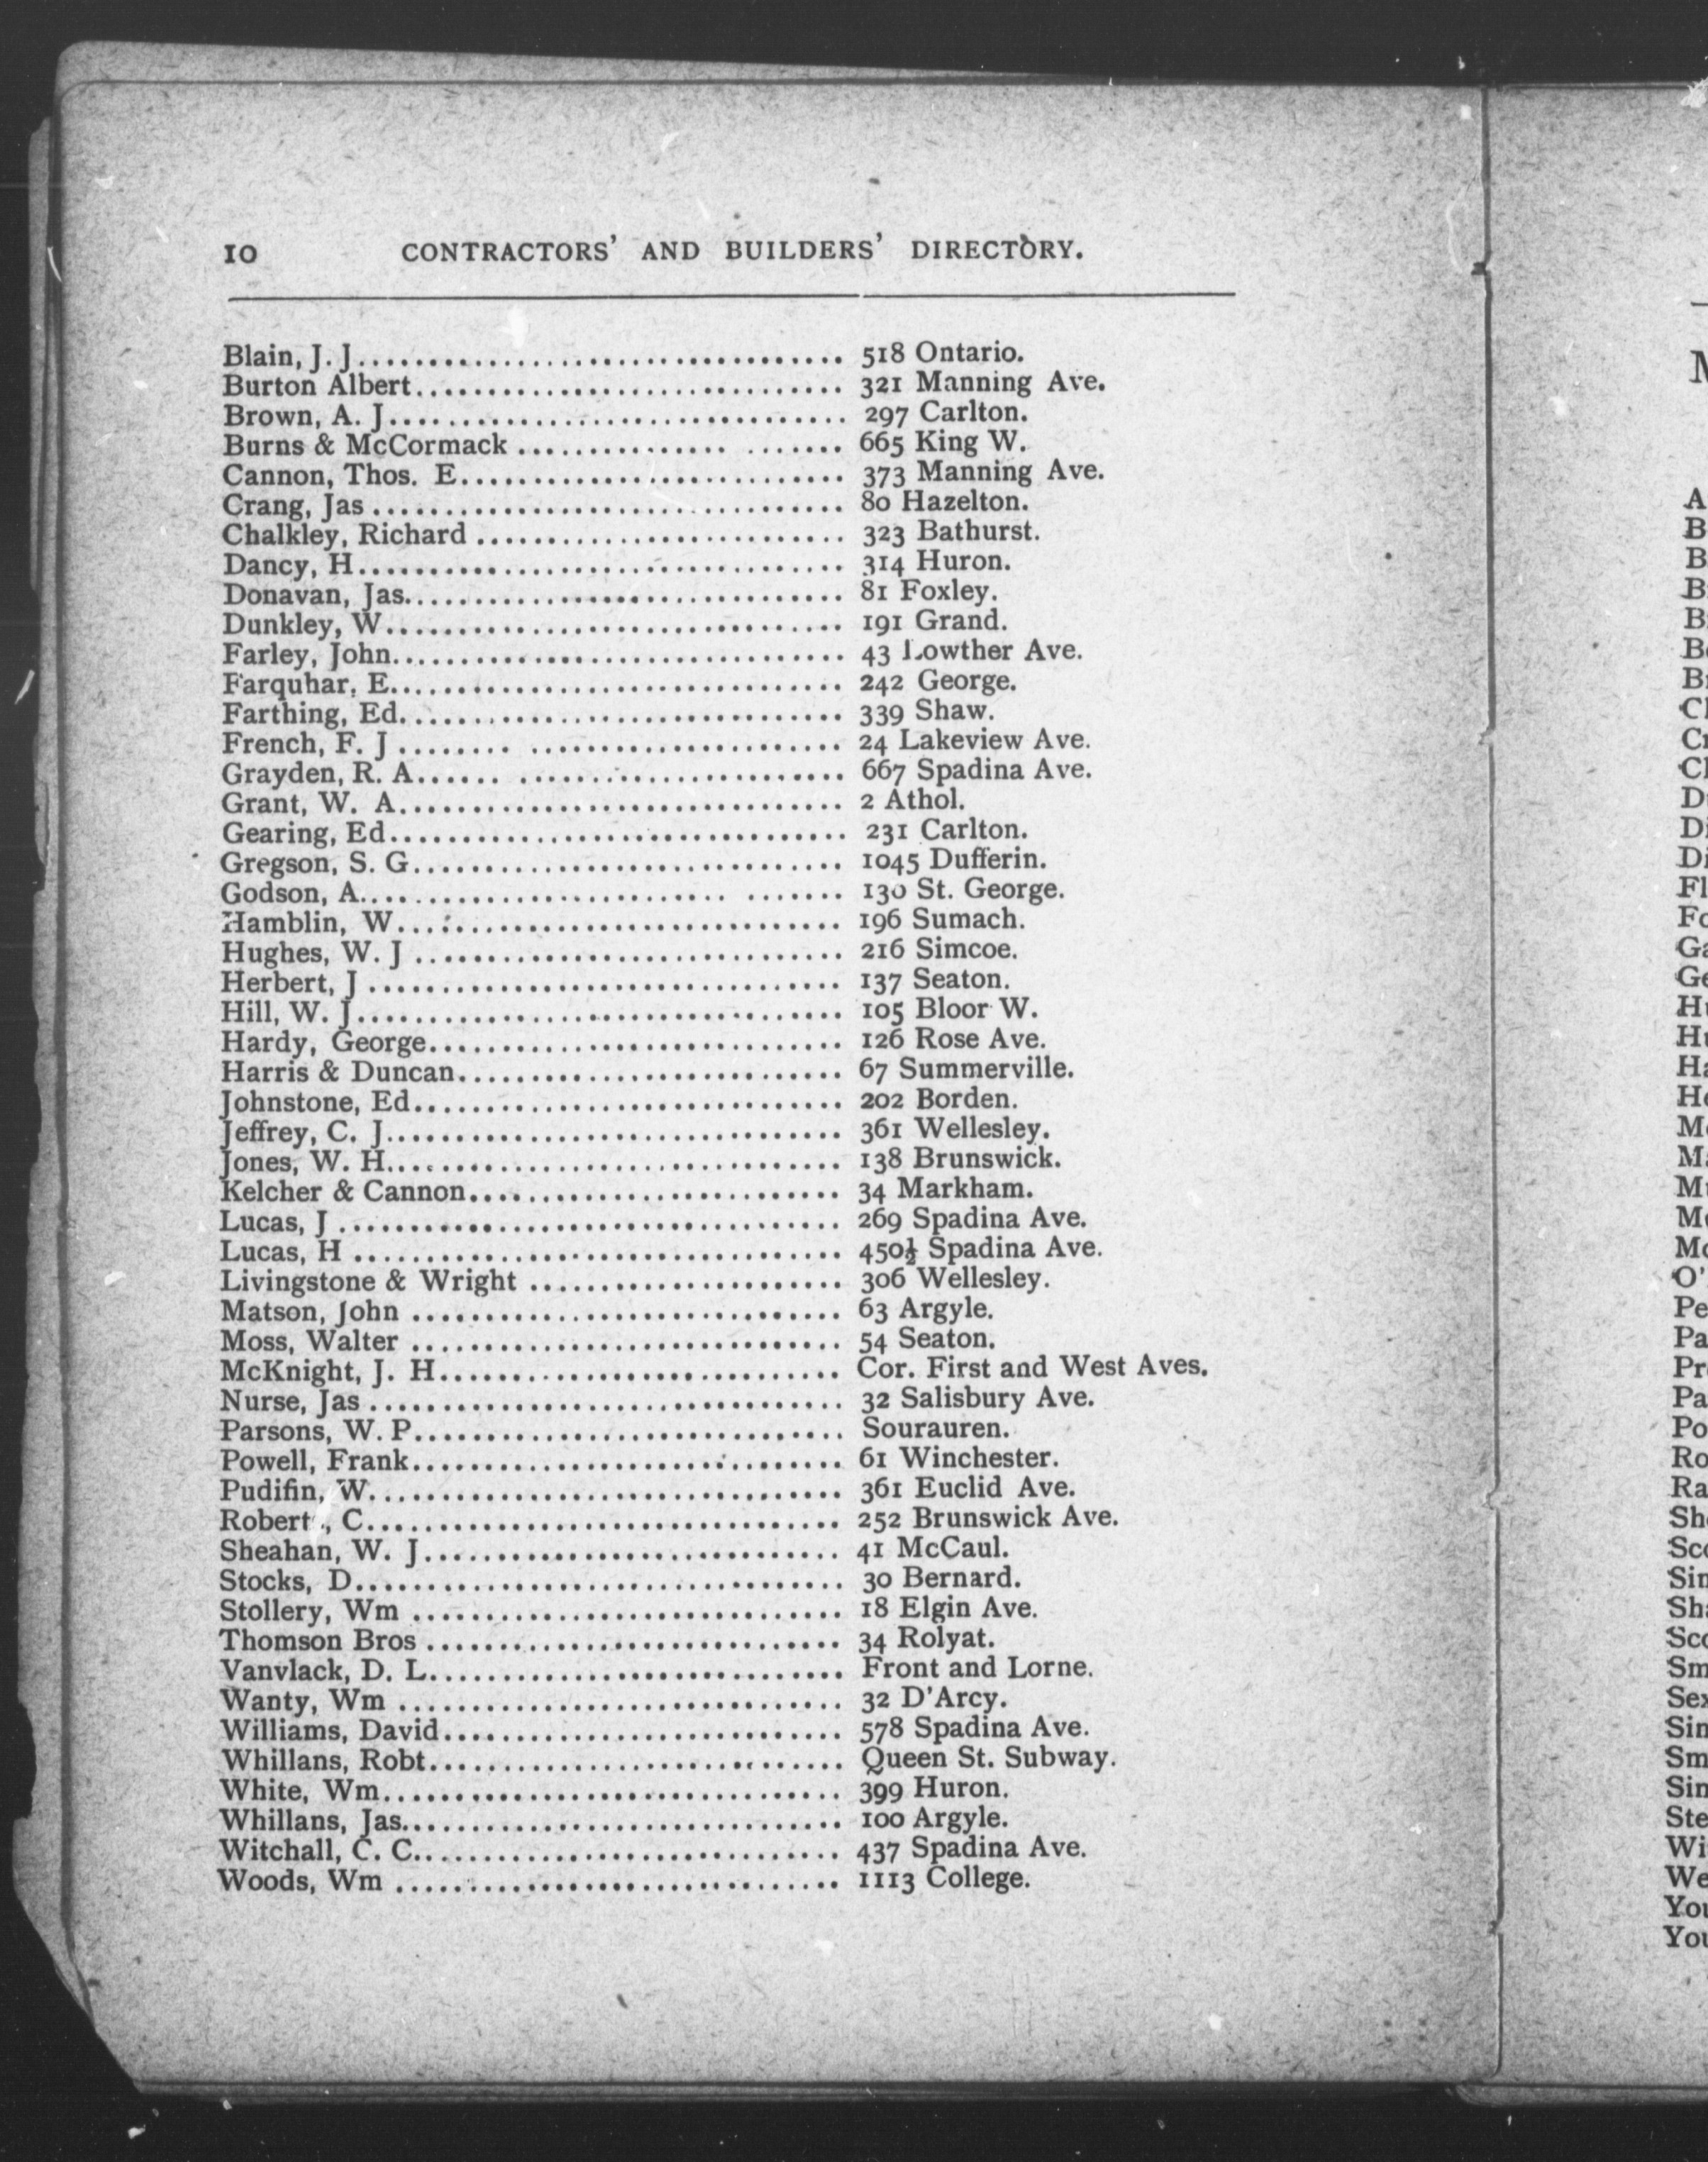 10 CONTRACTORS' AND BUILDERS' DIRECTORY.
Blain, J. J.................................. 518 Ontario.
Burton Albert.............................. 321 Manning Ave.
Brown, A. J................................ 297 Carlton.
Burns & McCormack ............... ....... 665 King W.
Cannon, Thos. E........................... 373 Manning Ave.
Crang, Jas ................................. 80 Hazelton.
Chalkley, Richard .......................... 323 Bathurst.
Dancy, H.................................. 314 Huron.
Donavan, Jas............................... 81 Foxley.
Dunkley, W................................ 191 Grand.
Farley, John................................ 43 Lowther Ave.
Farquhar, E................................ 242 George.
Farthing, Ed............................... 339 Shaw.
French, F. J ........ ...................... 24 Lakeview Ave.
Grayden, R. A...... ....................... 667 Spadina Ave.
Grant, W. A............................... 2 Athol.
Gearing, Ed................................ 231 Carlton.
Gregson, S. G.............................. 1045 Dufferin.
Godson, A.......................... ....... 130 St. George.
Hamblin, W............................... 196 Sumach.
Hughes, W. J .............................. 216 Simcoe.
Herbert, J ................................. 137 Seaton.
Hill, W. J.................................. 105 Bloor W.
Hardy, George............................. 126 Rose Ave.
Harris & Duncan........................... 67 Summerville.
Johnstone, Ed.............................. 202 Borden.
Jeffrey, C. J................................ 361 Wellesley.
Jones, W. H................................ 138 Brunswick.
Kelcher & Cannon.......................... 34 Markham.
Lucas, J ................................... 269 Spadina Ave.
Lucas, H .................................. 450½ Spadina Ave.
Livingstone & Wright ...................... 306 Wellesley.
Matson, John .............................. 63 Argyle.
Moss, Walter .............................. 54 Seaton.
McKnight, J. H............................ Cor. First and West Aves.
Nurse, Jas ................................. 32 Salisbury Ave.
Parsons, W. P.............................. Sourauren.
Powell, Frank.............................. 61 Winchester.
Pudifin, W................................. 361 Euclid Ave.
Roberts, C................................. 252 Brunswick Ave.
Sheahan, W. J............................. 41 McCaul.
Stocks, D.................................. 30 Bernard.
Stollery, Wm .............................. 18 Elgin Ave.
Thomson Bros ............................. 34 Rolyat.
Vanvlack, D. L............................. Front and Lorne.
Wanty, Wm ............................... 32 D'Arcy.
Williams, David............................ 578 Spadina Ave.
Whillans, Robt............................. Queen St. Subway.
White, Wm................................ 399 Huron.
Whillans, Jas............................... 100 Argyle.
Witchall, C. C.............................. 437 Spadina Ave.
Woods, Wm ............................... 1113 College.